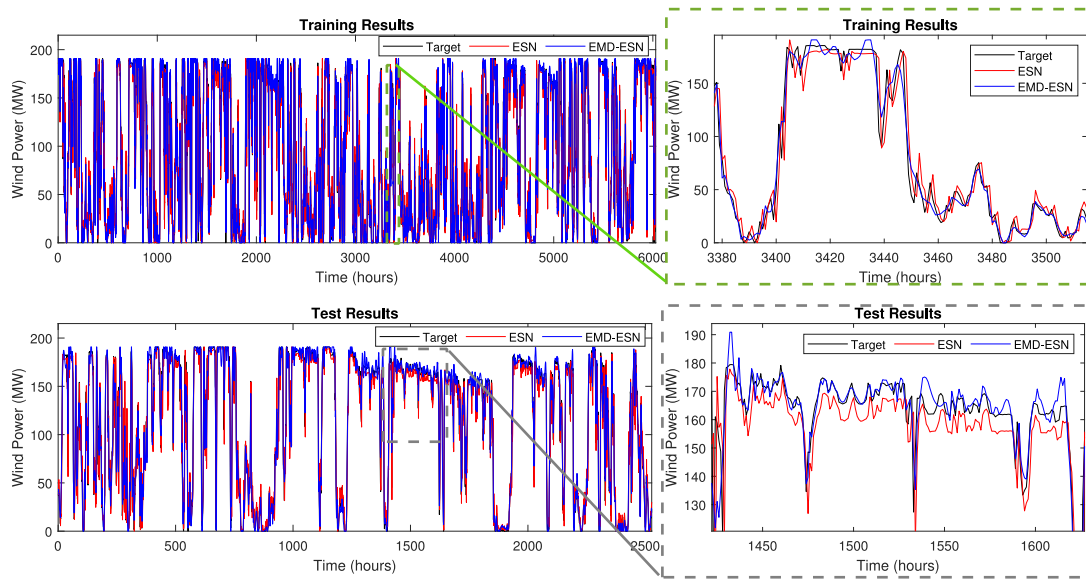 Training Results
Target ESN EMD-ESN
Wind Power (MW)
200
150
100
50
0
0 1000 2000 3000 4000 5000 6000
Time (hours)
Training Results
Target
ESN
EMD-ESN
Wind Power (MW)
150
100
50
0
3380 3400 3420 3440 3460 3480 3500
Time (hours)
Test Results
Target ESN EMD-ESN
Wind Power (MW)
200
150
100
50
0
0 500 1000 1500 2000 2500
Time (hours)
Test Results
Target ESN EMD-ESN
Wind Power (MW)
190
180
170
160
150
140
130
1450 1500 1550 1600
Time (hours)